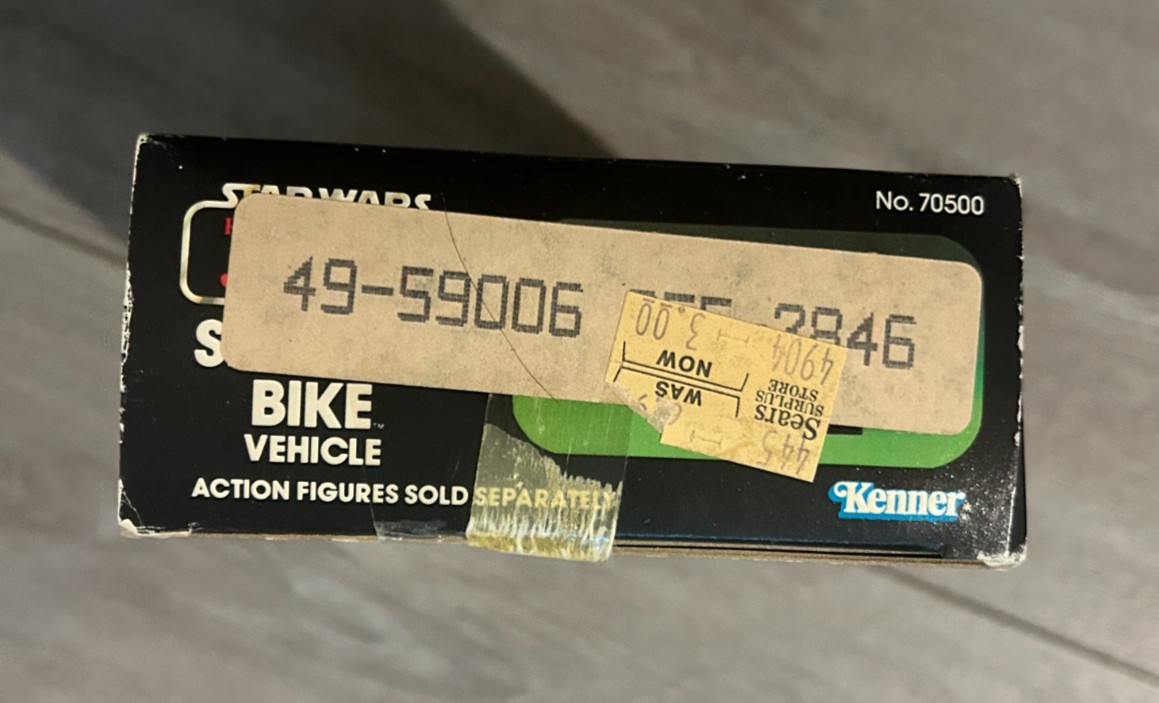 STAR WARS
No. 70500
49-59006 3846
BIKE™
VEHICLE
ACTION FIGURES SOLD SEPARATELY
Kenner
445 4904
Sears
SURPLUS
STORE
WAS
NOW
3.00